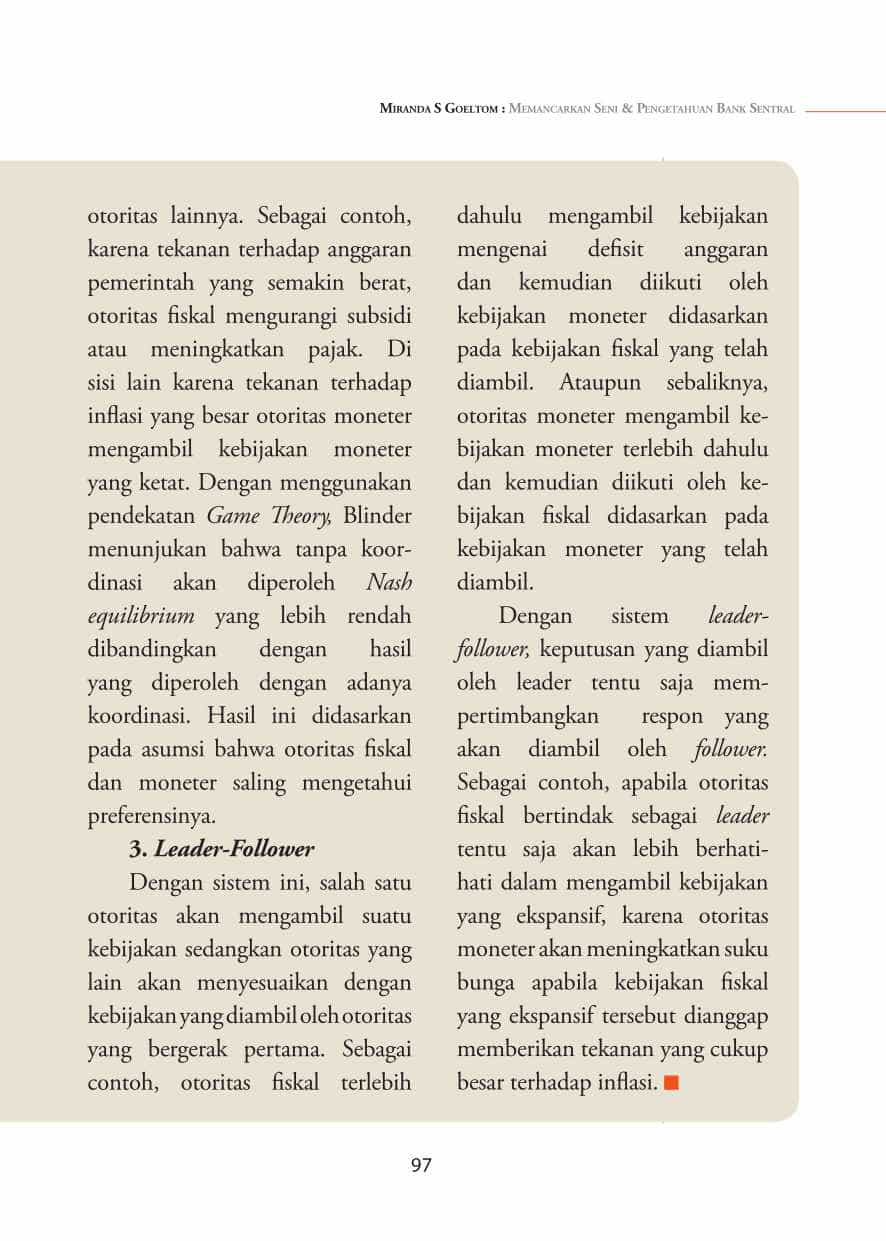 MIRANDA S GOELTOM : MEMANCARKAN SENI & PENGETAHUAN BANK SENTRAL
otoritas lainnya. Sebagai contoh,
karena tekanan terhadap anggaran
pemerintah yang semakin berat,
otoritas fiskal mengurangi subsidi
atau meningkatkan pajak. Di
sisi lain karena tekanan terhadap
inflasi yang besar otoritas moneter
mengambil kebijakan moneter
yang ketat. Dengan menggunakan
pendekatan Game Theory, Blinder
menunjukan bahwa tanpa koor-
dinasi akan diperoleh Nash
equilibrium yang lebih rendah
dibandingkan dengan hasil
yang diperoleh dengan adanya
koordinasi. Hasil ini didasarkan
pada asumsi bahwa otoritas fiskal
dan moneter saling mengetahui
preferensinya.
3. Leader-Follower
Dengan sistem ini, salah satu
otoritas akan mengambil suatu
kebijakan sedangkan otoritas yang
lain akan menyesuaikan dengan
kebijakan yang diambil oleh otoritas
yang bergerak pertama. Sebagai
contoh, otoritas fiskal terlebih
dahulu mengambil kebijakan
mengenai defisit anggaran
dan kemudian diikuti oleh
kebijakan moneter didasarkan
pada kebijakan fiskal yang telah
diambil. Ataupun sebaliknya,
otoritas moneter mengambil ke-
bijakan moneter terlebih dahulu
dan kemudian diikuti oleh ke-
bijakan fiskal didasarkan pada
kebijakan moneter yang telah
diambil.
Dengan sistem leader-
follower, keputusan yang diambil
oleh leader tentu saja mem-
pertimbangkan respon yang
akan diambil oleh follower.
Sebagai contoh, apabila otoritas
fiskal bertindak sebagai leader
tentu saja akan lebih berhati-
hati dalam mengambil kebijakan
yang ekspansif, karena otoritas
moneter akan meningkatkan suku
bunga apabila kebijakan fiskal
yang ekspansif tersebut dianggap
memberikan tekanan yang cukup
besar terhadap inflasi.
97